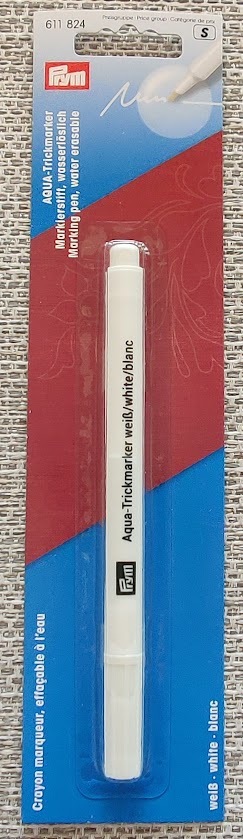 611 824
Preisgruppe · Price group · Catégorie de prix
S
Prym
AQUA-Trickmarker
Markierstift, wasserlöslich
Marking pen, water erasable
Aqua-Trickmarker weiß/white/blanc
Prym
Crayon marqueur, effaçable à l'eau
weiß · white · blanc